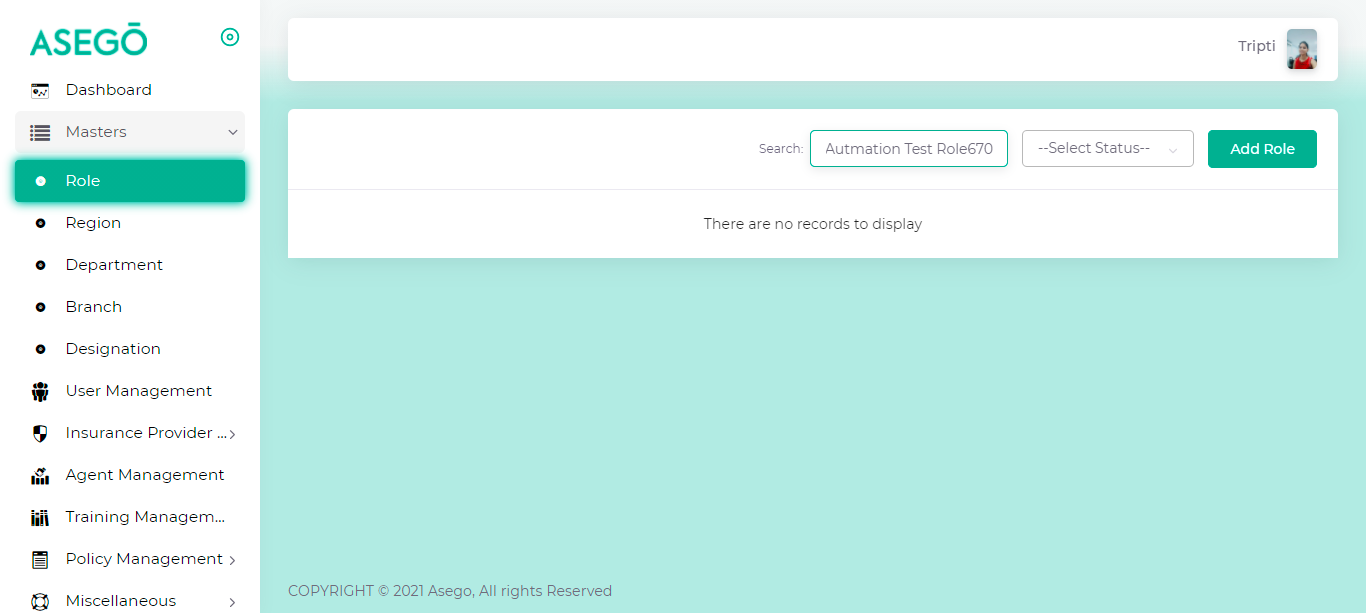 ASEGŌ
Dashboard
Masters
Role
Region
Department
Branch
Designation
User Management
Insurance Provider ...
Agent Management
Training Managem...
Policy Management
Miscellaneous
Tripti
Search: Autmation Test Role670 --Select Status-- Add Role
There are no records to display
COPYRIGHT © 2021 Asego, All rights Reserved